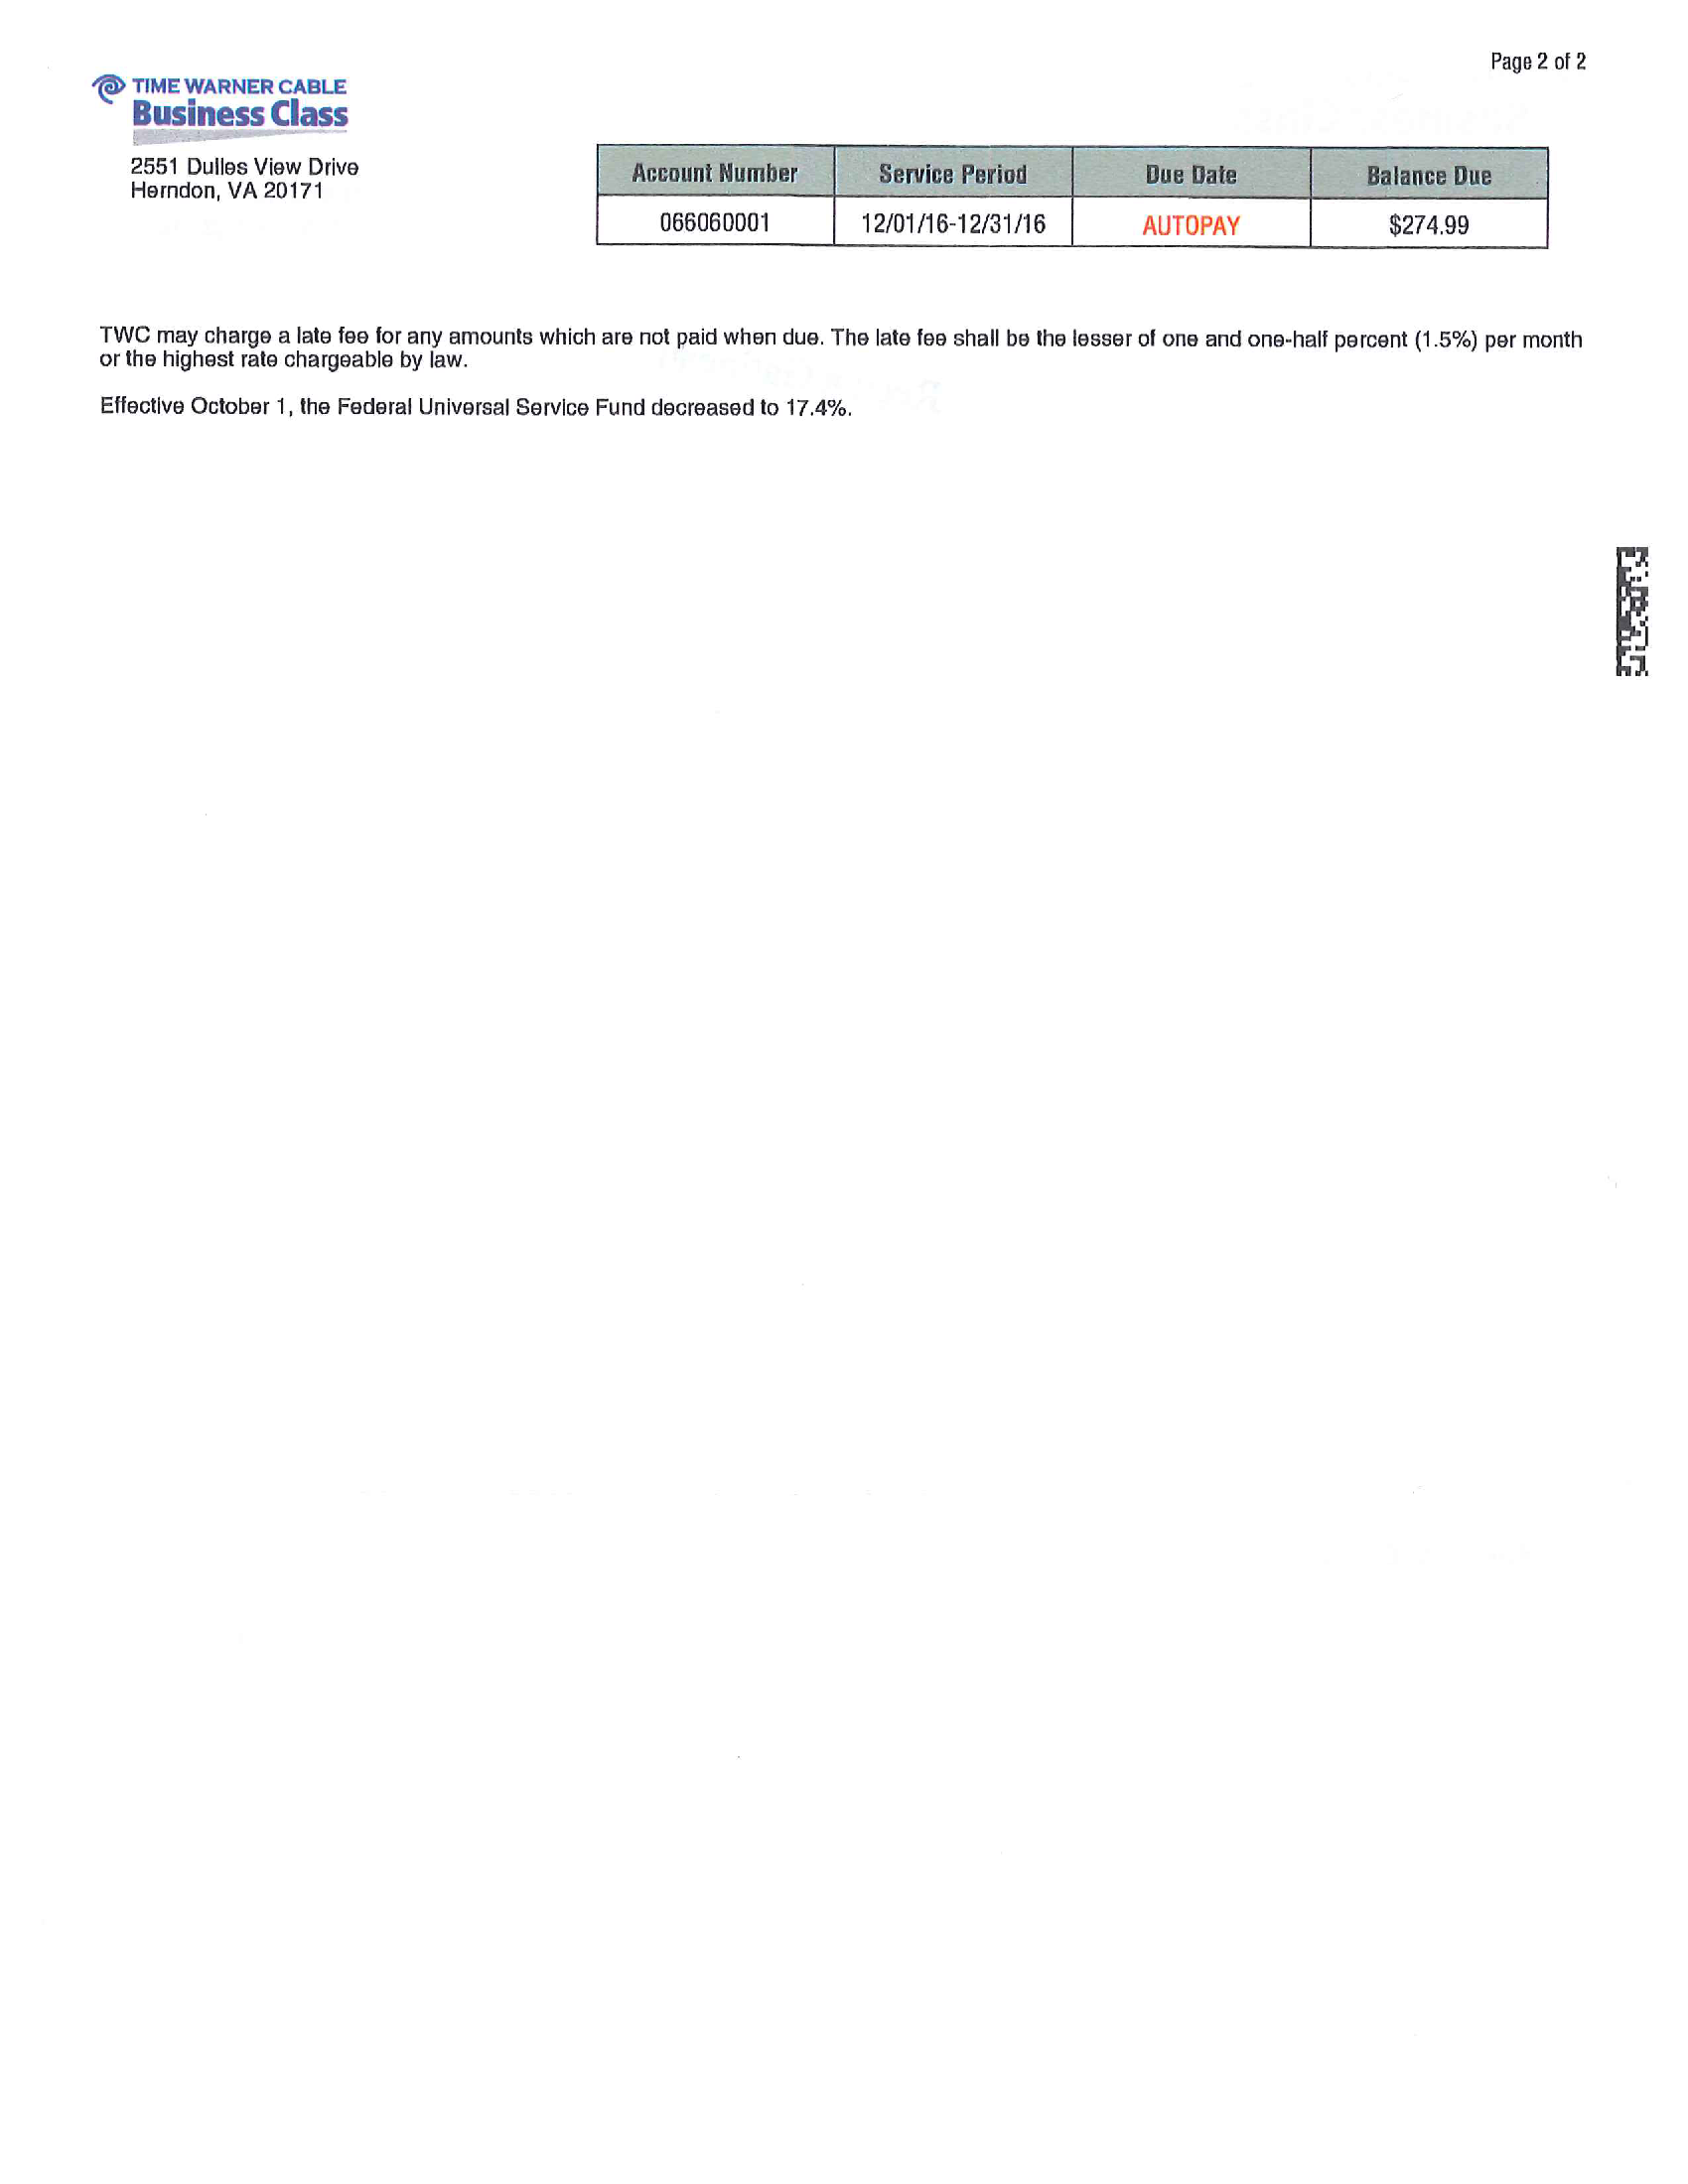 Page 2 of 2
TIME WARNER CABLE
Business Class
2551 Dulles View Drive
Herndon, VA 20171
Account Number Service Period Due Date Balance Due
066060001 12/01/16-12/31/16 AUTOPAY $274.99
TWC may charge a late fee for any amounts which are not paid when due. The late fee shall be the lesser of one and one-half percent (1.5%) per month
or the highest rate chargeable by law.
Effective October 1, the Federal Universal Service Fund decreased to 17.4%.